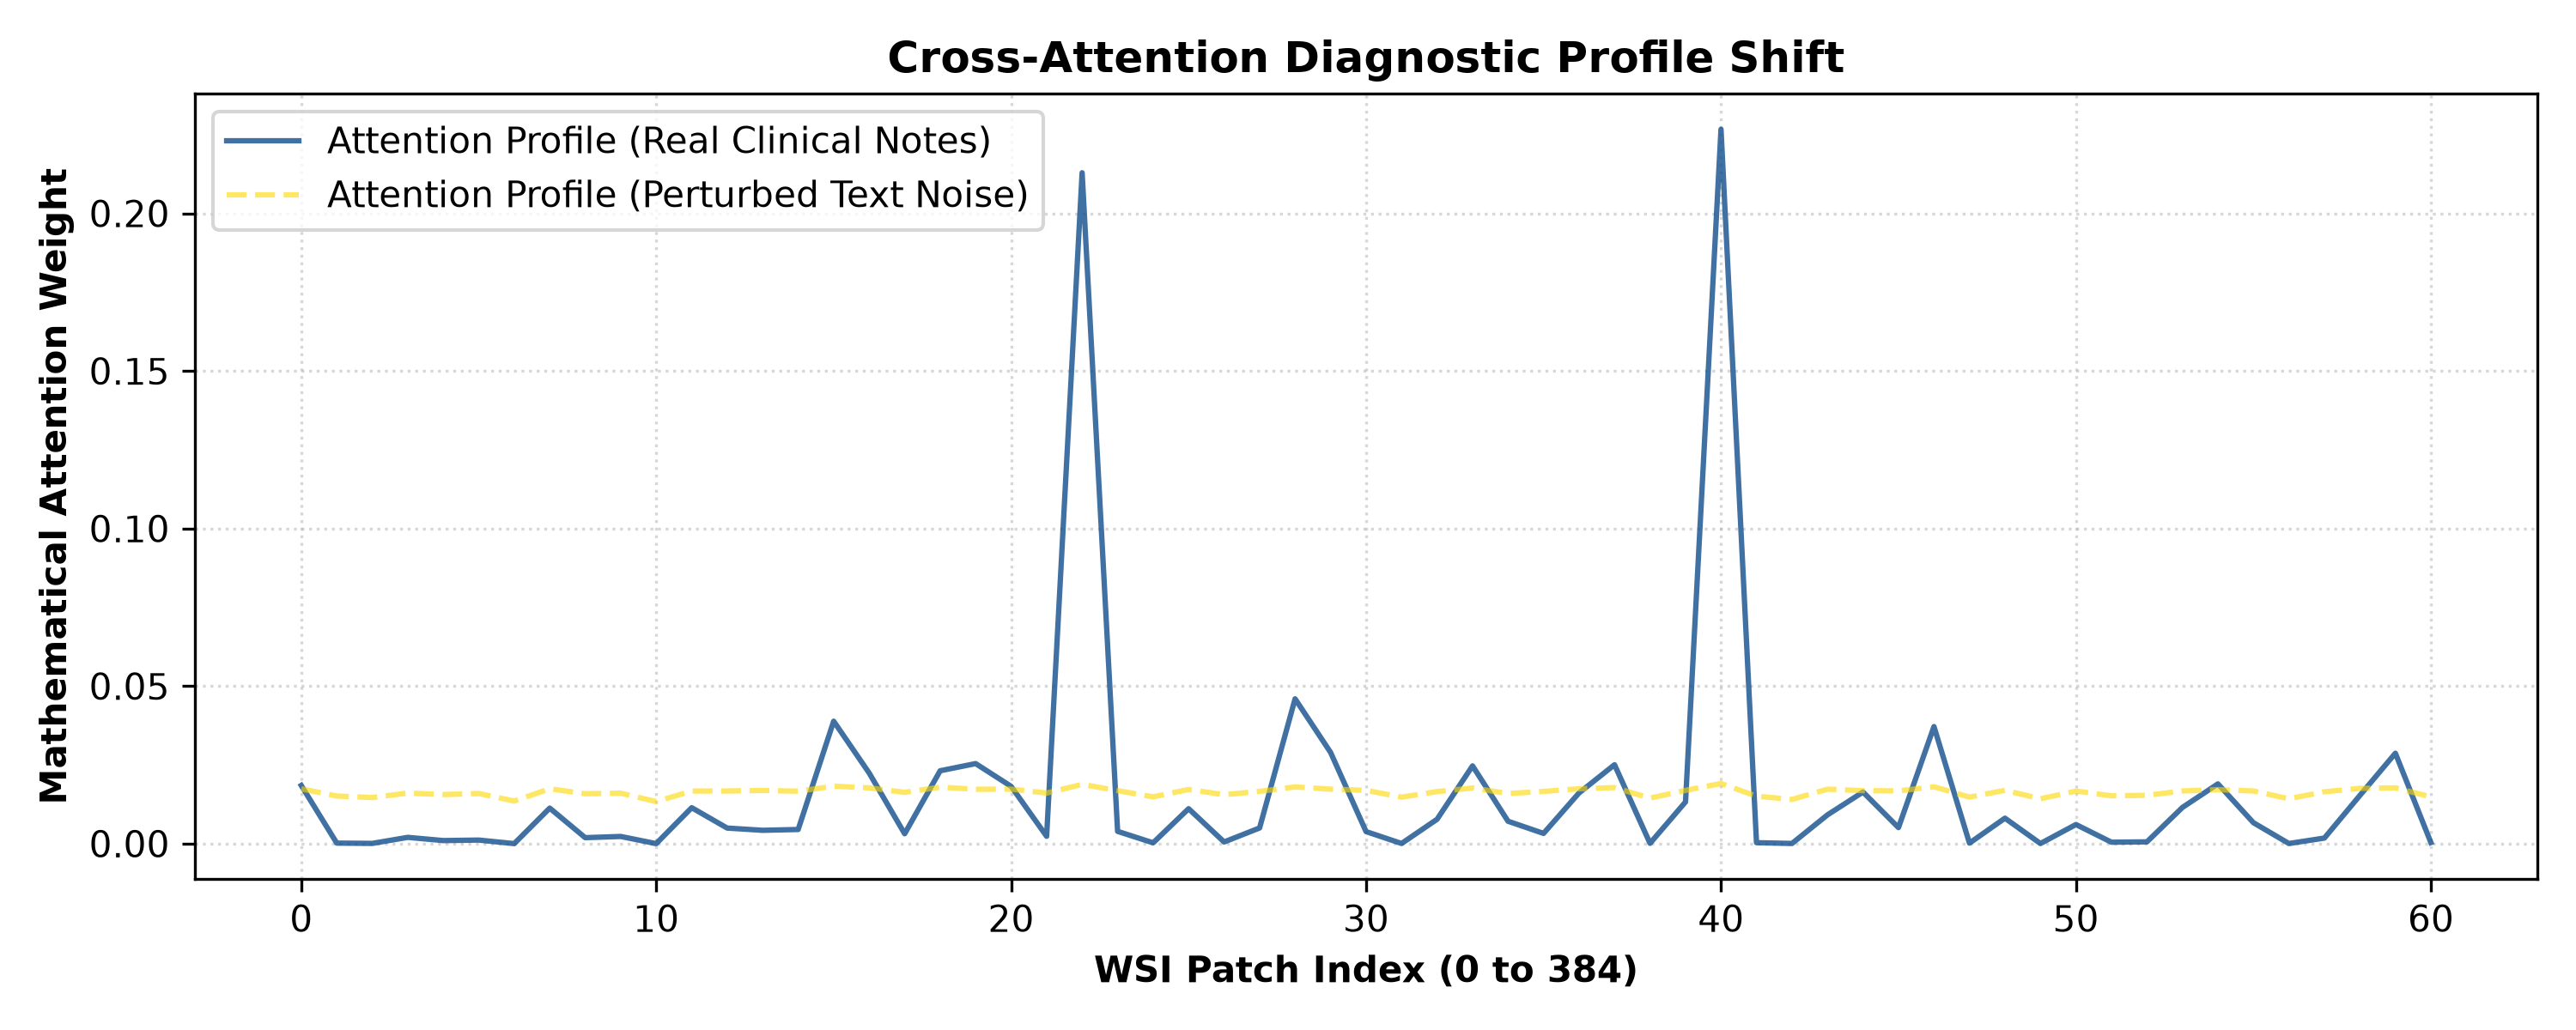 Cross-Attention Diagnostic Profile Shift
Attention Profile (Real Clinical Notes)
Attention Profile (Perturbed Text Noise)
Mathematical Attention Weight
0.20
0.15
0.10
0.05
0.00
0 10 20 30 40 50 60
WSI Patch Index (0 to 384)